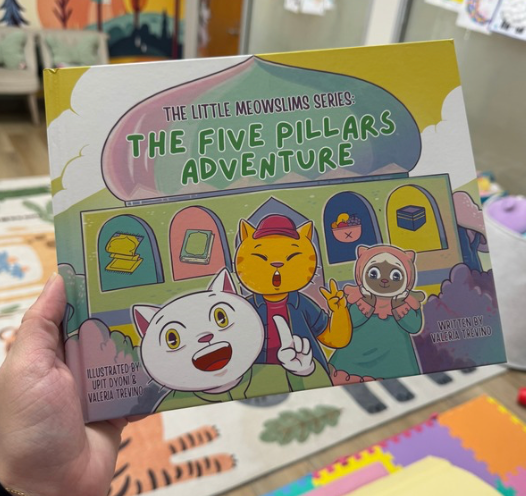 THE LITTLE MEOWSLIMS SERIES:
THE FIVE PILLARS
ADVENTURE
ILLUSTRATED BY
UPIT DYONI &
VALERIA TREVINO
WRITTEN BY
VALERIA TREVINO